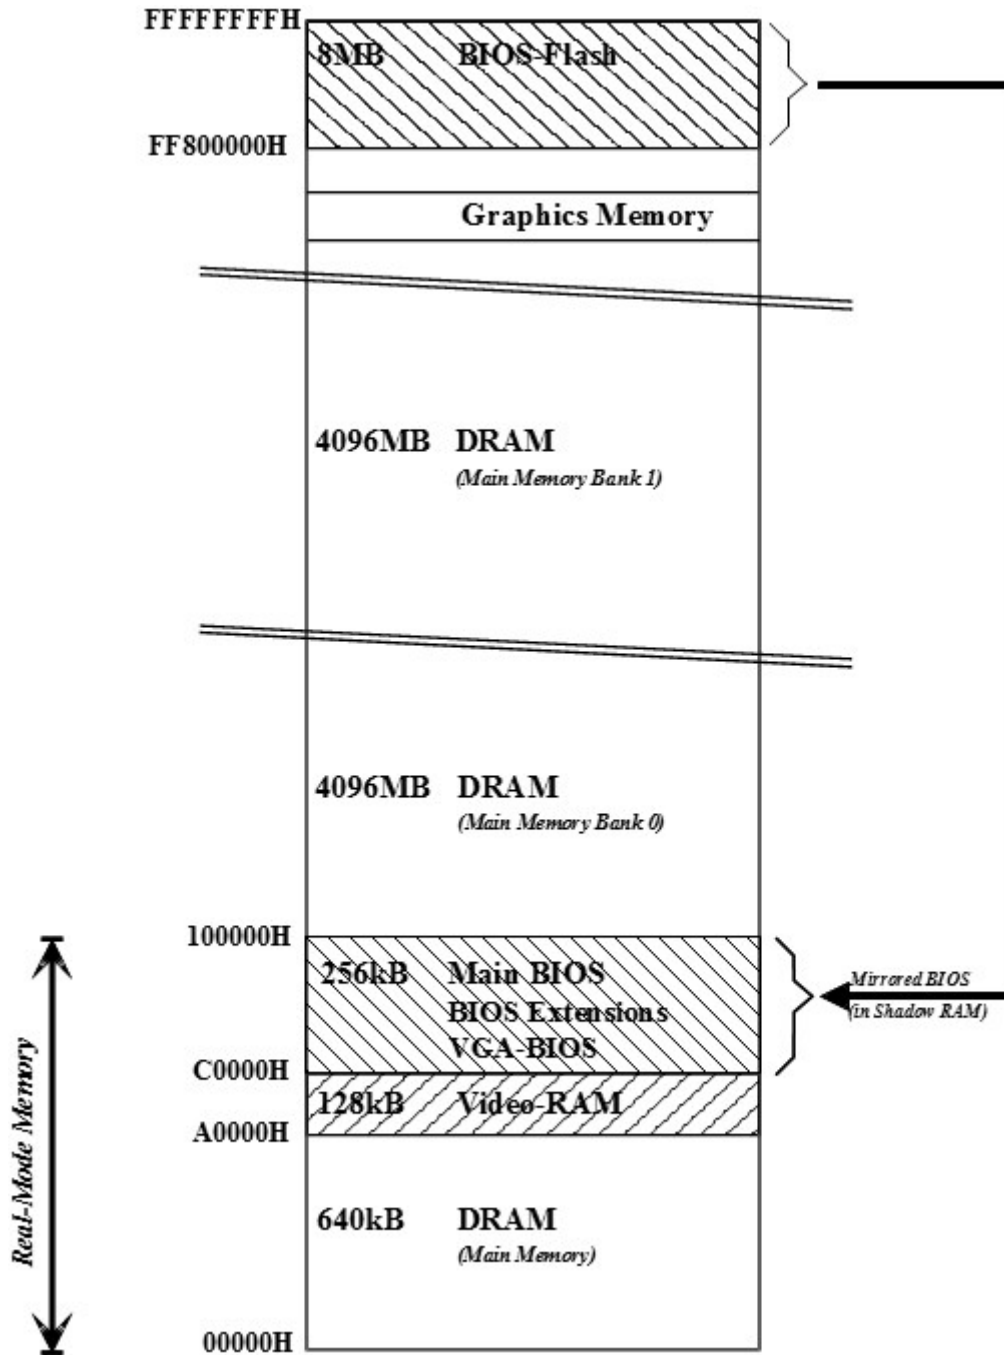 FFFFFFFFH
8MB BIOS-Flash
FF800000H
Graphics Memory
4096MB DRAM
(Main Memory Bank 1)
4096MB DRAM
(Main Memory Bank 0)
100000H
256kB Main BIOS
BIOS Extensions
VGA-BIOS
Mirrored BIOS
(in Shadow RAM)
C0000H
128kB Video-RAM
A0000H
640kB DRAM
(Main Memory)
00000H
Real-Mode Memory